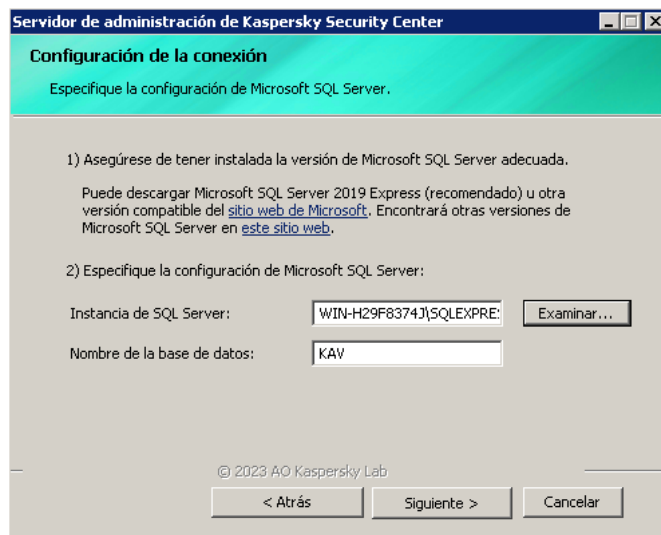 Servidor de administración de Kaspersky Security Center
Configuración de la conexión
Especifique la configuración de Microsoft SQL Server.
1) Asegúrese de tener instalada la versión de Microsoft SQL Server adecuada.
Puede descargar Microsoft SQL Server 2019 Express (recomendado) u otra
versión compatible del sitio web de Microsoft. Encontrará otras versiones de
Microsoft SQL Server en este sitio web.
2) Especifique la configuración de Microsoft SQL Server:
Instancia de SQL Server: WIN-H29F8374J\SQLEXPRE Examinar...
Nombre de la base de datos: KAV
© 2023 AO Kaspersky Lab
< Atrás Siguiente > Cancelar